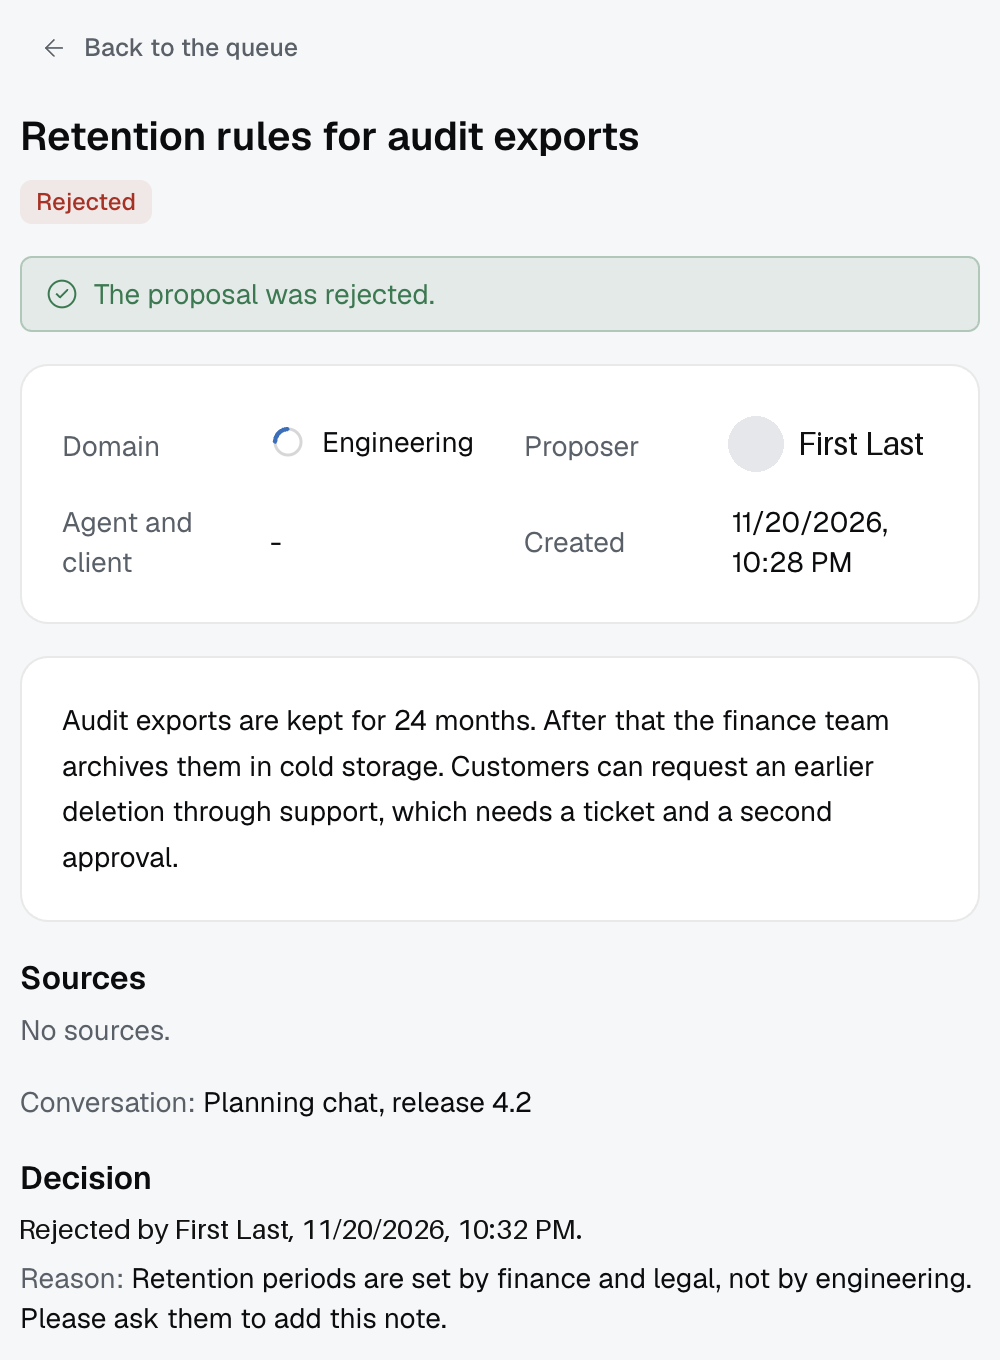 Back to the queue
Retention rules for audit exports
Rejected
The proposal was rejected.
Domain
Engineering
Proposer
First Last
Agent and
client
-
Created
11/20/2026,
10:28 PM
Audit exports are kept for 24 months. After that the finance team
archives them in cold storage. Customers can request an earlier
deletion through support, which needs a ticket and a second
approval.
Sources
No sources.
Conversation: Planning chat, release 4.2
Decision
Rejected by First Last, 11/20/2026, 10:32 PM.
Reason: Retention periods are set by finance and legal, not by engineering.
Please ask them to add this note.